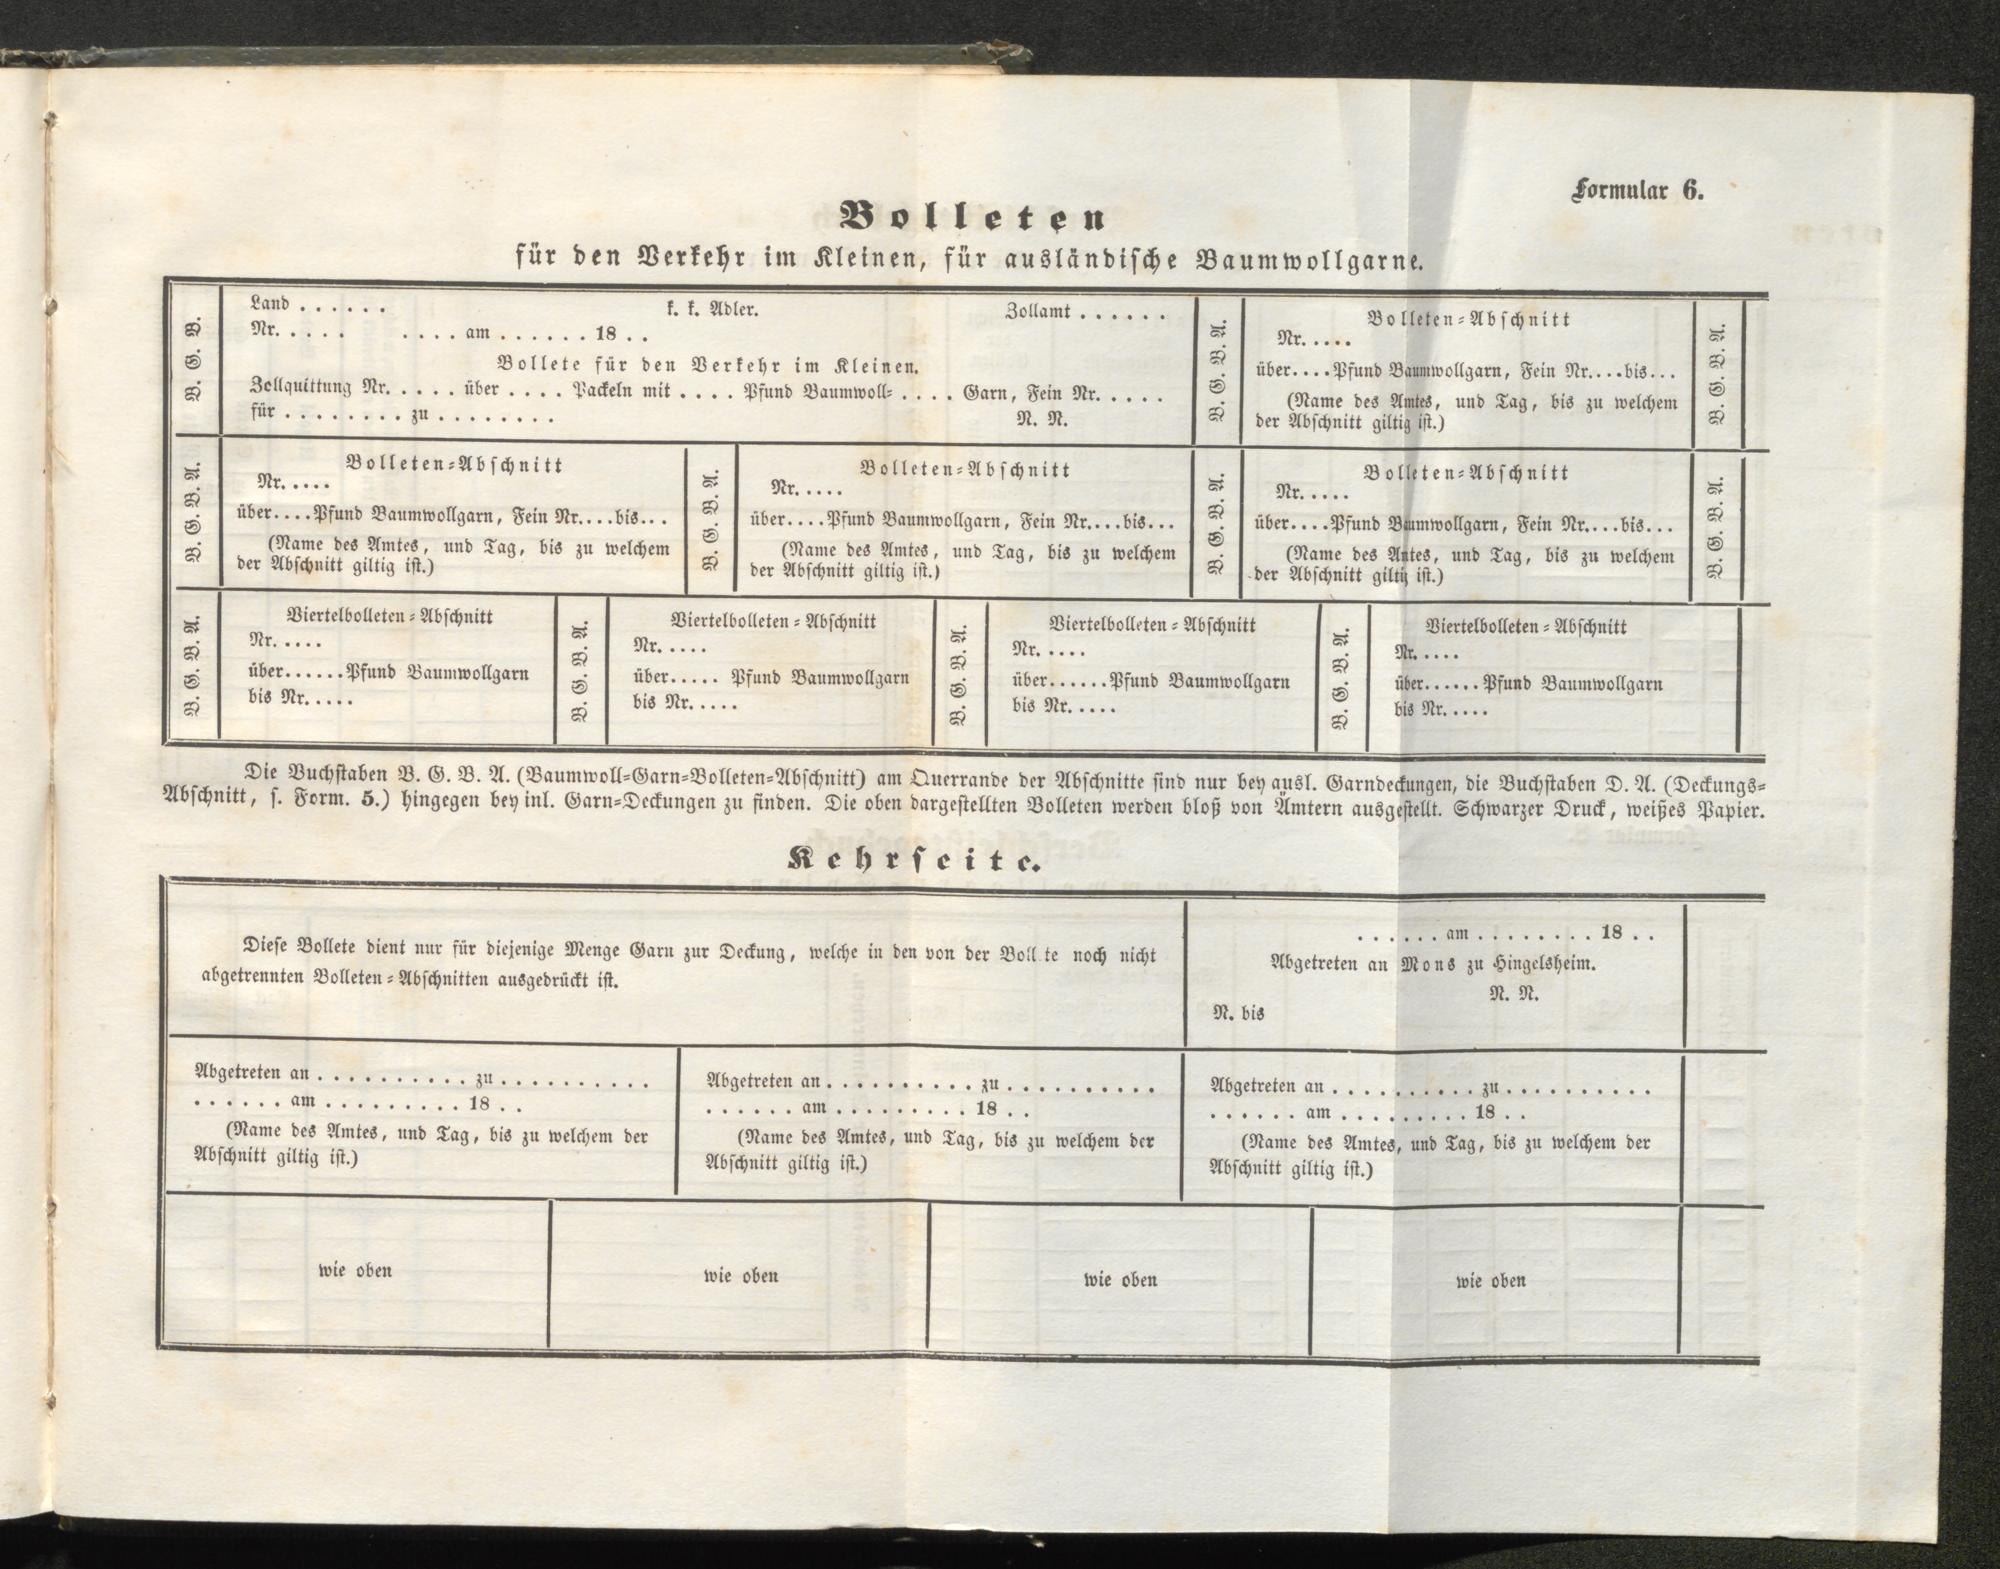 Formular 6.
Bolleten
für den Verkehr im Kleinen, für ausländische Baumwollgarne.
B. G. B.
Land . . . . . . k. k. Adler. Zollamt . . . . . .
Nr. . . . . . . . . am . . . . . . 18 . .
Bollete für den Verkehr im Kleinen.
Zollquittung Nr. . . . . über . . . . Packeln mit . . . . Pfund Baumwoll= . . . . Garn, Fein Nr. . . . .
für . . . . . . . . zu . . . . . . . .
N. N.
B. G. B. A.
Bolleten=Abschnitt
Nr. ....
über....Pfund Baumwollgarn, Fein Nr....bis...
(Name des Amtes, und Tag, bis zu welchem
der Abschnitt giltig ist.)
B. G. B. A.
B. G. B. A.
Bolleten=Abschnitt
Nr. ....
über....Pfund Baumwollgarn, Fein Nr....bis...
(Name des Amtes, und Tag, bis zu welchem
der Abschnitt giltig ist.)
B. G. B. A.
Bolleten=Abschnitt
Nr. ....
über....Pfund Baumwollgarn, Fein Nr....bis...
(Name des Amtes, und Tag, bis zu welchem
der Abschnitt giltig ist.)
B. G. B. A.
Bolleten=Abschnitt
Nr. ....
über....Pfund Baumwollgarn, Fein Nr....bis...
(Name des Amtes, und Tag, bis zu welchem
der Abschnitt giltig ist.)
B. G. B. A.
B. G. B. A.
Viertelbolleten=Abschnitt
Nr. ....
über......Pfund Baumwollgarn
bis Nr. ....
B. G. B. A.
Viertelbolleten=Abschnitt
Nr. ....
über..... Pfund Baumwollgarn
bis Nr. ....
B. G. B. A.
Viertelbolleten=Abschnitt
Nr. ....
über......Pfund Baumwollgarn
bis Nr. ....
B. G. B. A.
Viertelbolleten=Abschnitt
Nr. ....
über......Pfund Baumwollgarn
bis Nr. ....
Die Buchstaben B. G. B. A. (Baumwoll=Garn=Bolleten=Abschnitt) am Querrande der Abschnitte sind nur bey ausl. Garndeckungen, die Buchstaben D. A. (Deckungs=
Abschnitt, s. Form. 5.) hingegen bey inl. Garn=Deckungen zu finden. Die oben dargestellten Bolleten werden bloß von Ämtern ausgestellt. Schwarzer Druck, weißes Papier.
Kehrseite.
Diese Bollete dient nur für diejenige Menge Garn zur Deckung, welche in den von der Boll te noch nicht
abgetrennten Bolleten=Abschnitten ausgedrückt ist.
. . . . . . am . . . . . . . . 18 . .
Abgetreten an Mons zu Hingelsheim.
N. N.
N. bis
Abgetreten an . . . . . . . . . . zu . . . . . . . . . .
. . . . . . am . . . . . . . . . 18 . .
(Name des Amtes, und Tag, bis zu welchem der
Abschnitt giltig ist.)
Abgetreten an . . . . . . . . . . zu . . . . . . . . . .
. . . . . . am . . . . . . . . . 18 . .
(Name des Amtes, und Tag, bis zu welchem der
Abschnitt giltig ist.)
Abgetreten an . . . . . . . . . . zu . . . . . . . . . .
. . . . . . am . . . . . . . . . 18 . .
(Name des Amtes, und Tag, bis zu welchem der
Abschnitt giltig ist.)
wie oben
wie oben
wie oben
wie oben